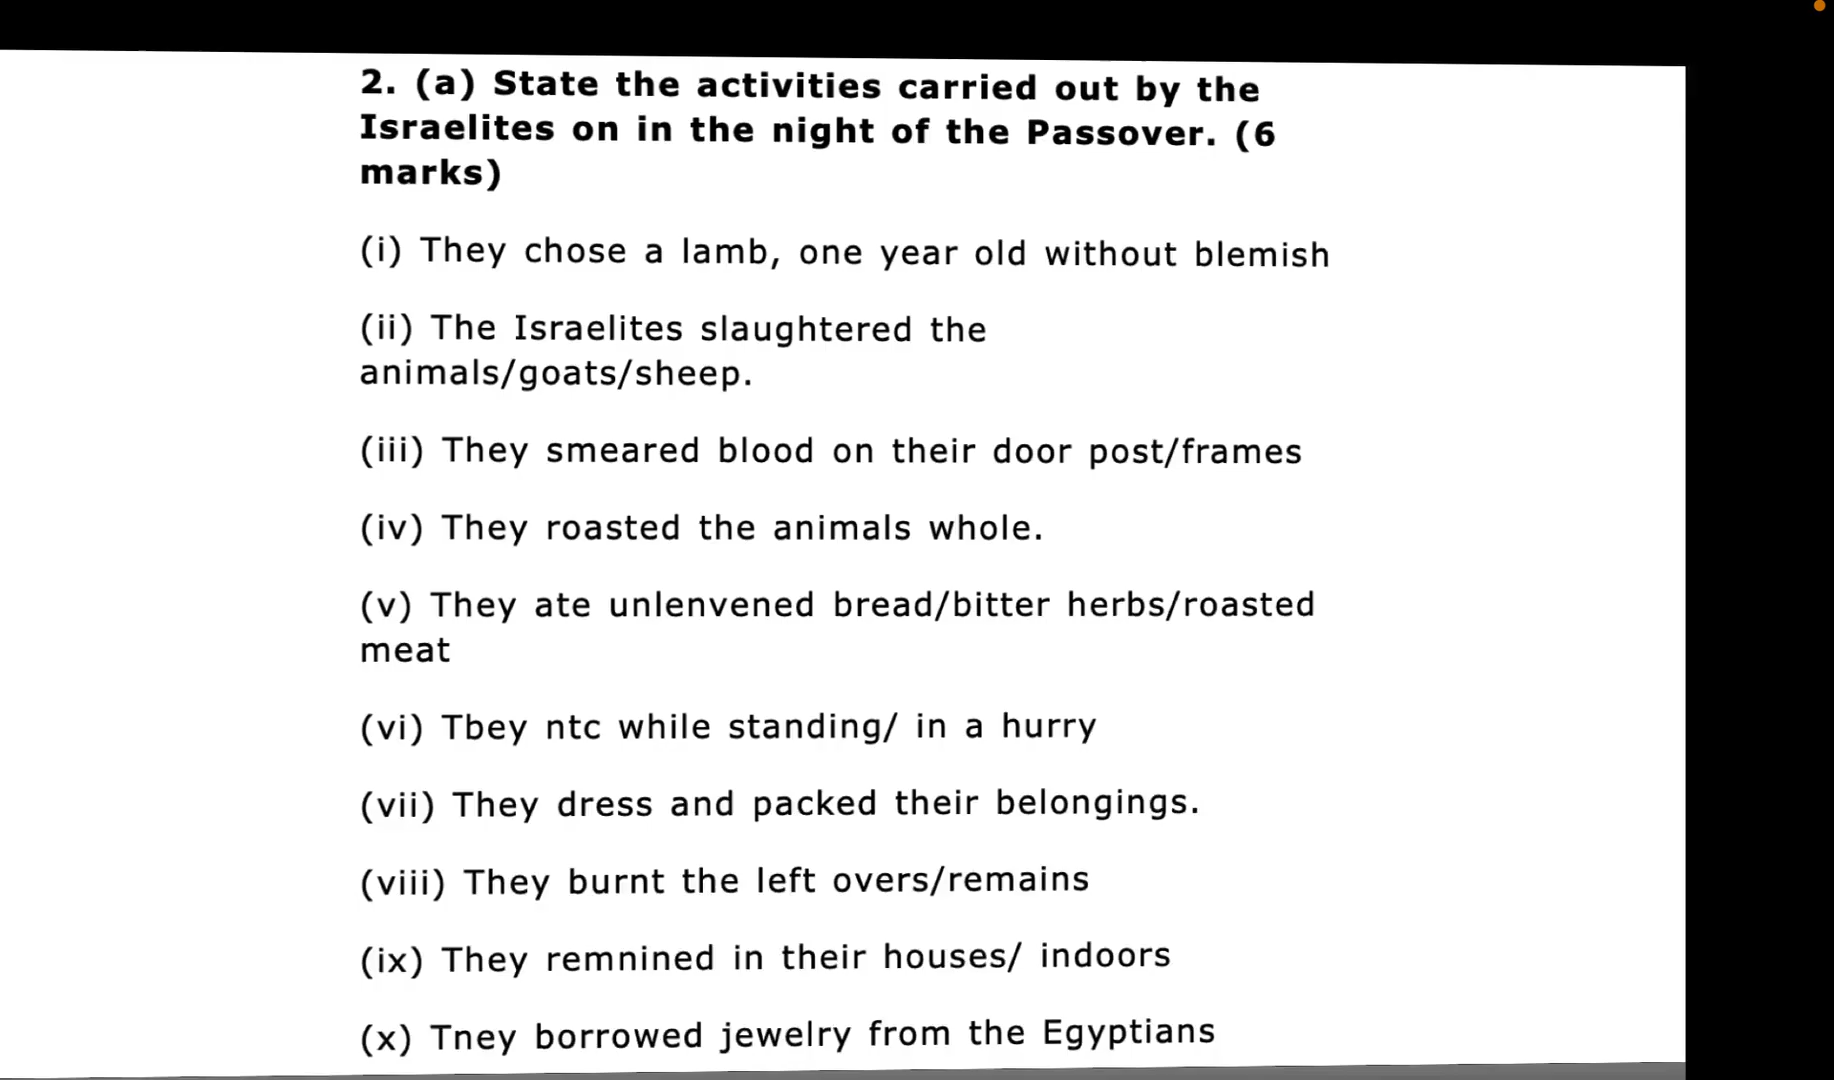 2. (a) State the activities carried out by the
Israelites on in the night of the Passover. (6
marks)
(i) They chose a lamb, one year old without blemish
(ii) The Israelites slaughtered the
animals/goats/sheep.
(iii) They smeared blood on their door post/frames
(iv) They roasted the animals whole.
(v) They ate unlenvened bread/bitter herbs/roasted
meat
(vi) Tbey ntc while standing/ in a hurry
(vii) They dress and packed their belongings.
(viii) They burnt the left overs/remains
(ix) They remnined in their houses/ indoors
(x) Tney borrowed jewelry from the Egyptians